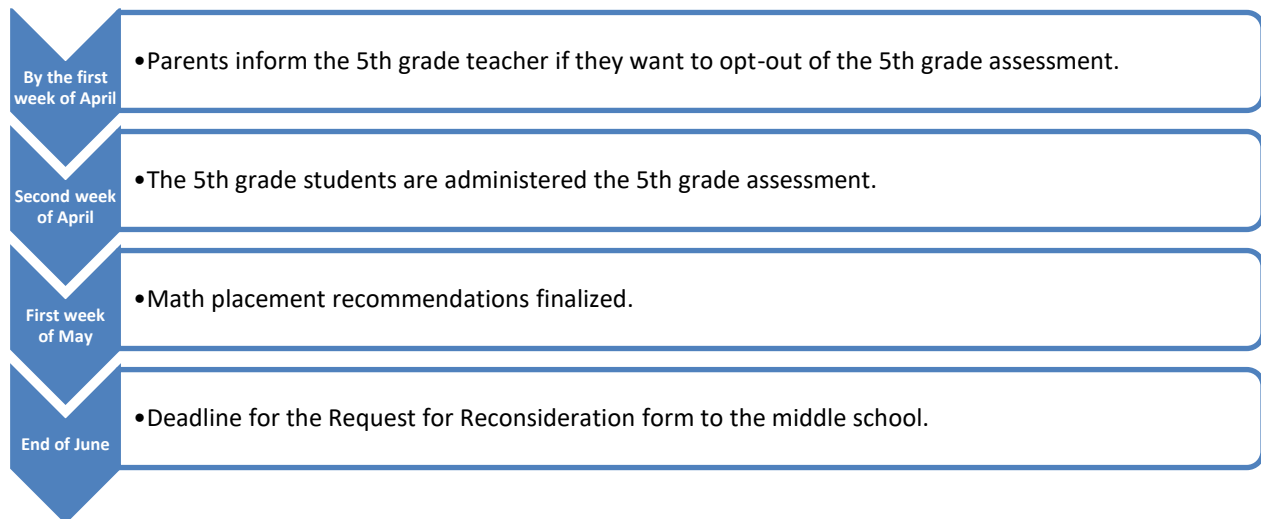 By the first
week of April
•Parents inform the 5th grade teacher if they want to opt-out of the 5th grade assessment.
Second week
of April
•The 5th grade students are administered the 5th grade assessment.
First week
of May
•Math placement recommendations finalized.
End of June
•Deadline for the Request for Reconsideration form to the middle school.